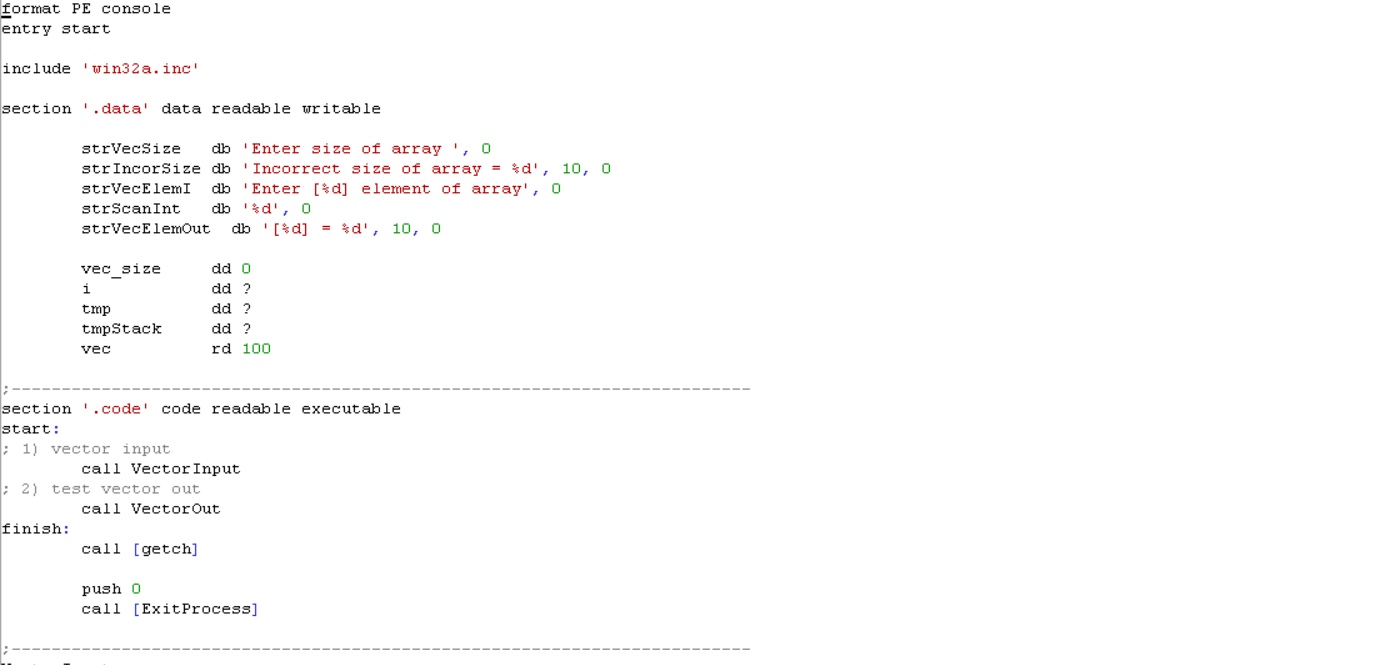 format PE console
entry start
include 'win32a.inc'
section '.data' data readable writable
strVecSize db 'Enter size of array ', 0
strIncorSize db 'Incorrect size of array = %d', 10, 0
strVecElemI db 'Enter [%d] element of array', 0
strScanInt db '%d', 0
strVecElemOut db '[%d] = %d', 10, 0
vec_size dd 0
i dd ?
tmp dd ?
tmpStack dd ?
vec rd 100
;--------------------------------------------------------------------------
section '.code' code readable executable
start:
; 1) vector input
call VectorInput
; 2) test vector out
call VectorOut
finish:
call [getch]
push 0
call [ExitProcess]
;--------------------------------------------------------------------------